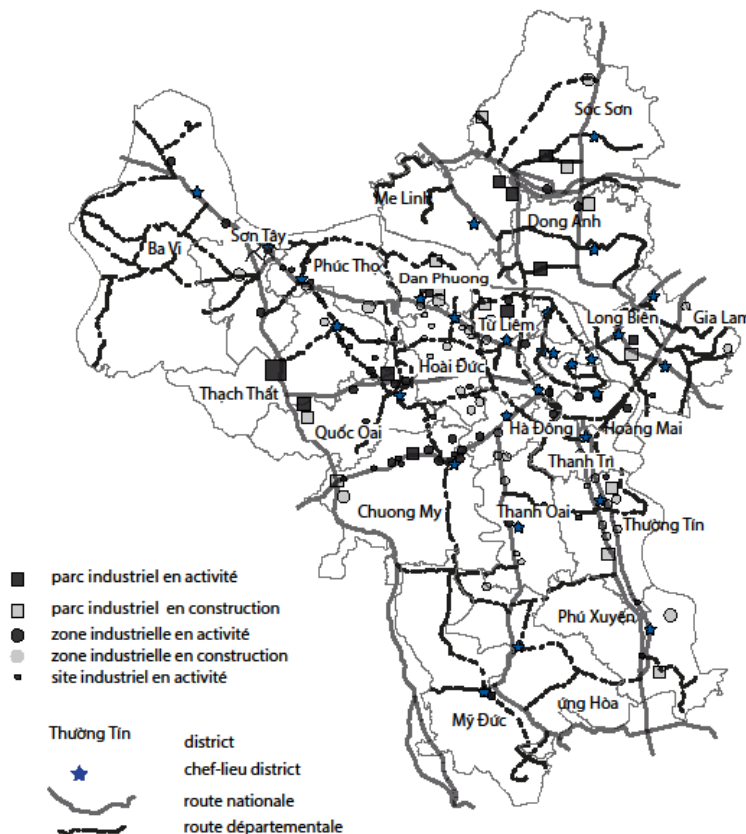 Sóc Sơn
Me Linh
Dong Anh
Ba Vi
Sơn Tây
Phúc Thọ
Dan Phuong
Long Biên
Gia Lam
Từ Liêm
Hoài Đức
Thạch Thất
Quốc Oai
Hà Đông
Hoang Mai
Thanh Trì
Chuong My
Thanh Oai
Thường Tín
Phú Xuyên
ứng Hòa
Mỹ Đức
parc industriel en activité
parc industriel en construction
zone industrielle en activité
zone industrielle en construction
site industriel en activité
Thường Tín
district
chef-lieu district
route nationale
route départementale